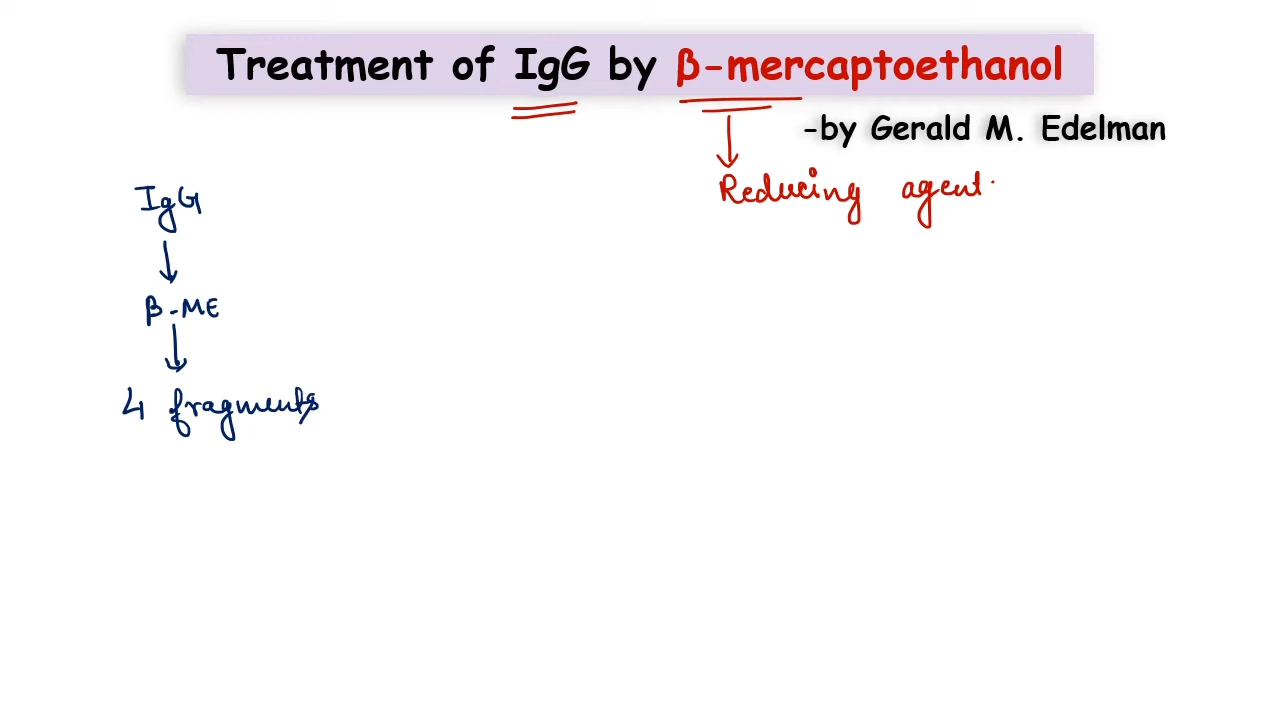 Treatment of IgG by β-mercaptoethanol
-by Gerald M. Edelman
Reducing agent
IgG
β-ME
4 fragments